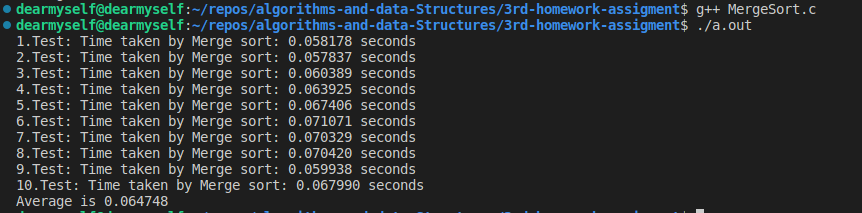 dearmyself@dearmyself:~/repos/algorithms-and-data-Structures/3rd-homework-assigment$ g++ MergeSort.c
dearmyself@dearmyself:~/repos/algorithms-and-data-Structures/3rd-homework-assigment$ ./a.out
1.Test: Time taken by Merge sort: 0.058178 seconds
2.Test: Time taken by Merge sort: 0.057837 seconds
3.Test: Time taken by Merge sort: 0.060389 seconds
4.Test: Time taken by Merge sort: 0.063925 seconds
5.Test: Time taken by Merge sort: 0.067406 seconds
6.Test: Time taken by Merge sort: 0.071071 seconds
7.Test: Time taken by Merge sort: 0.070329 seconds
8.Test: Time taken by Merge sort: 0.070420 seconds
9.Test: Time taken by Merge sort: 0.059938 seconds
10.Test: Time taken by Merge sort: 0.067990 seconds
Average is 0.064748